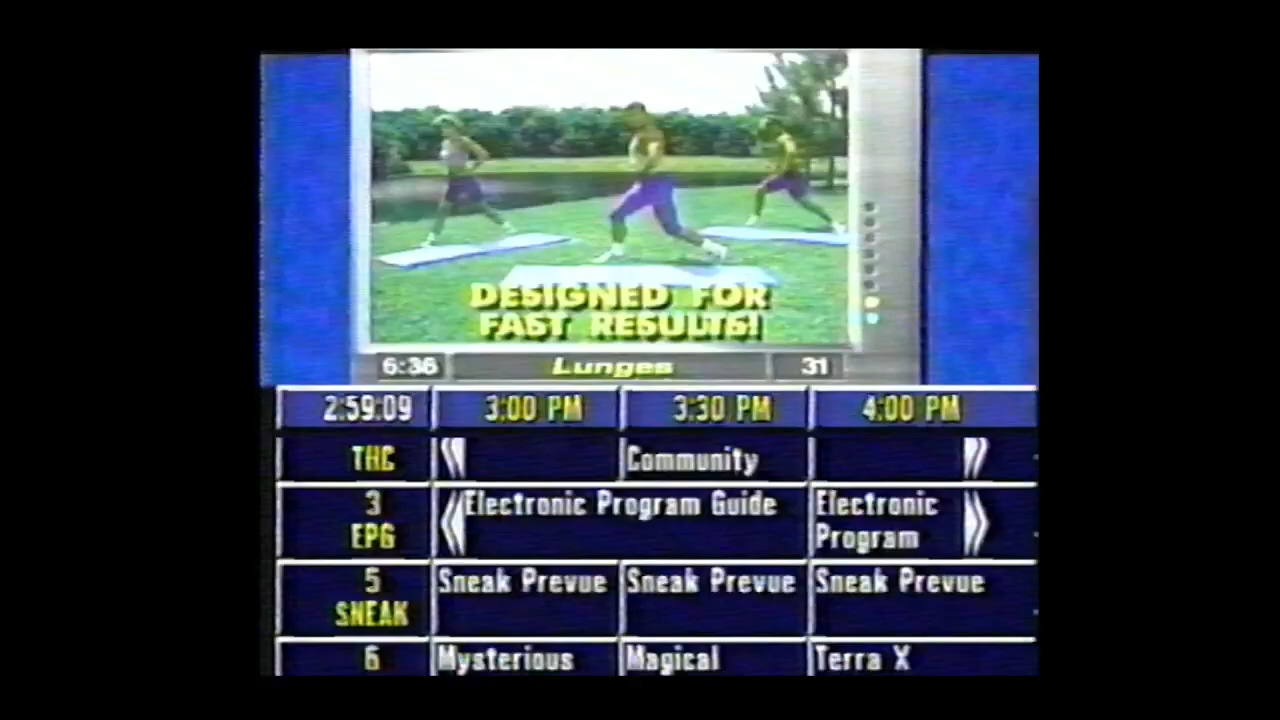 DESIGNED FOR
FAST RESULTS!
6:36 Lunges 31
2:59:09 3:00 PM 3:30 PM 4:00 PM
THC Community
3 EPG Electronic Program Guide Electronic Program
5 SNEAK Sneak Prevue Sneak Prevue Sneak Prevue
6 Mysterious Magical Terra X